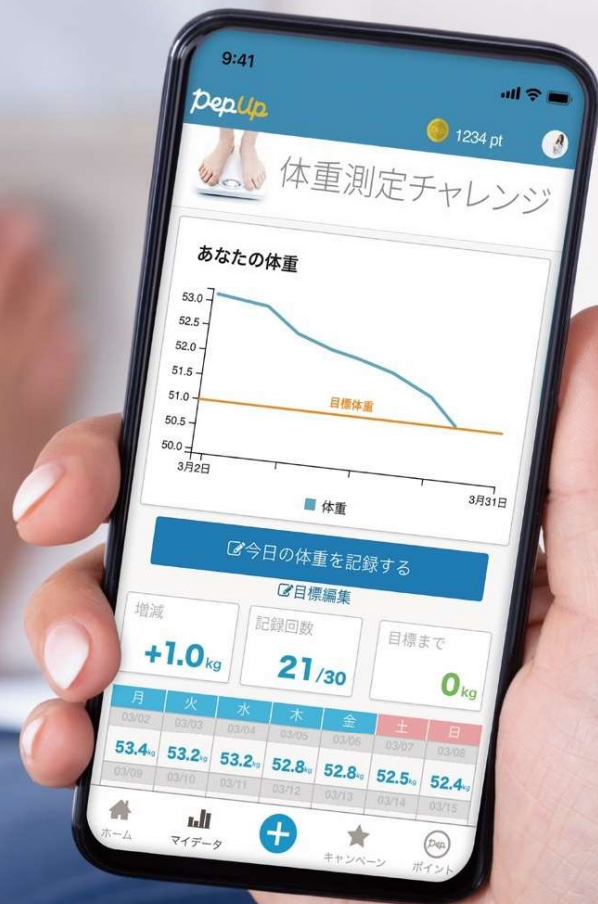 9:41
PepUp
1234 pt
体重測定チャレンジ
あなたの体重
53.0
52.5
52.0
51.5
51.0
50.5
50.0
目標体重
3月2日
3月31日
体重
今日の体重を記録する
目標編集
増減
+1.0kg
記録回数
21/30
目標まで
0kg
月 火 水 木 金 土 日
03/02 03/03 03/04 03/05 03/06 03/07 03/08
53.4kg 53.2kg 53.2kg 52.8kg 52.8kg 52.5kg 52.4kg
03/09 03/10 03/11 03/12 03/13 03/14 03/15
ホーム マイデータ キャンペーン ポイント
Pep